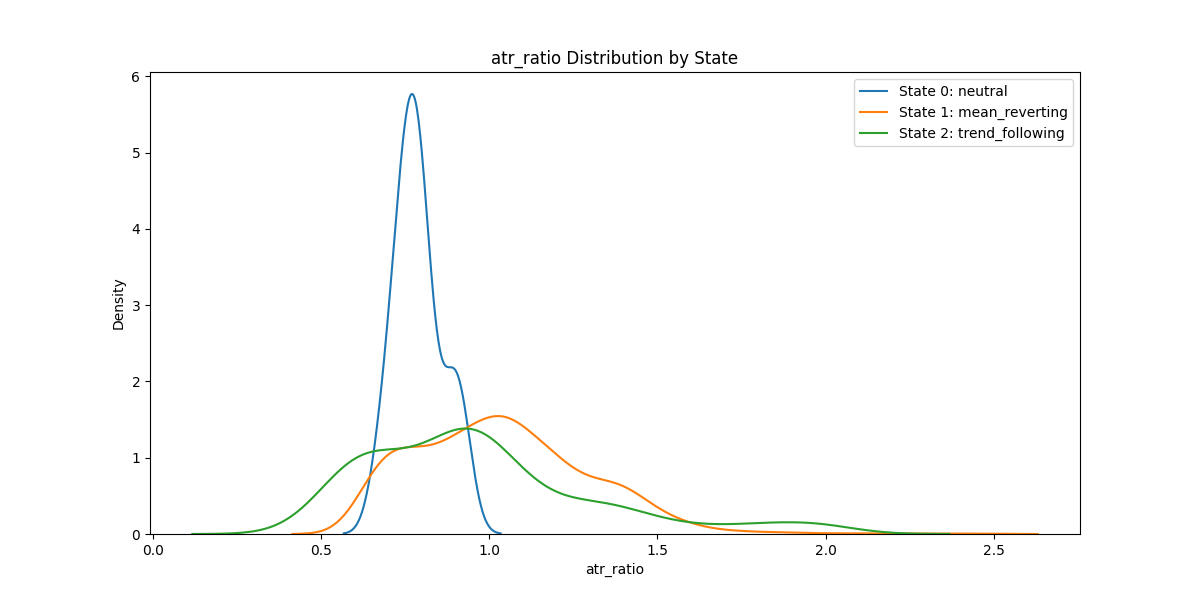 atr_ratio Distribution by State
State 0: neutral
State 1: mean_reverting
State 2: trend_following
6
5
4
3
2
1
0
Density
0.0
0.5
1.0
1.5
2.0
2.5
atr_ratio